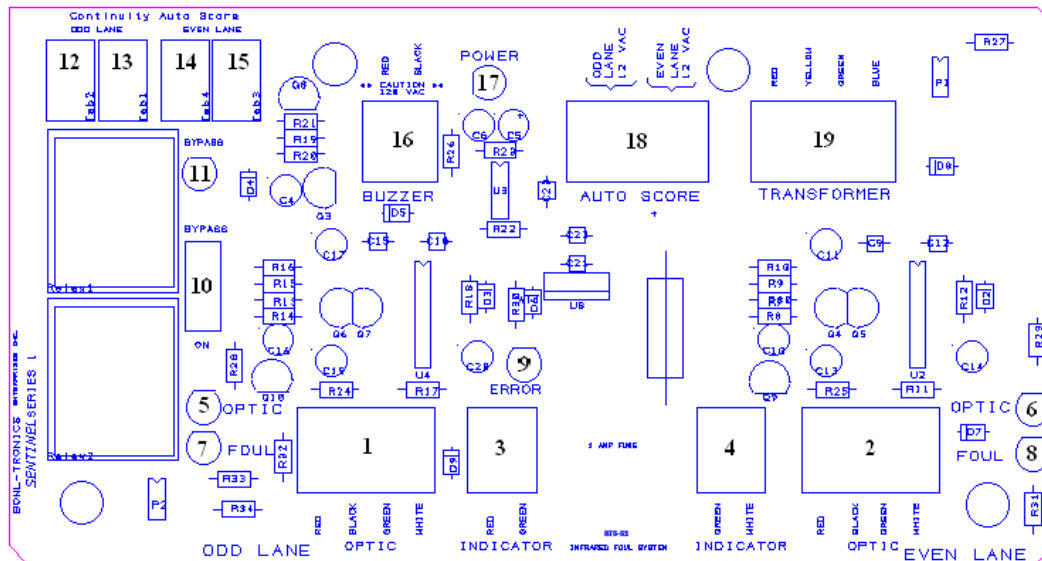 Continuity Auto Score
ODD LANE
EVEN LANE
12
13
14
15
Tab2
Tab1
Tab4
Tab3
Q8
R21
R19
R20
RED
BLACK
** CAUTION **
120 VAC
16
BUZZER
POWER
17
C6
C5
+
R26
R23
U3
R22
C22
ODD LANE 12 VAC
EVEN LANE 12 VAC
18
AUTO SCORE
+
RED
YELLOW
GREEN
BLUE
19
TRANSFORMER
R27
P1
D8
BYPASS
11
D4
C4
Q3
D5
BYPASS
10
ON
Relay1
C17
C15
C18
R16
R15
R13
R14
Q6
Q7
C16
C19
U4
R18
D3
R30
D6
C23
C21
U6
C11
C9
C12
R10
R9
R8
Q4
Q5
C10
C13
U2
R12
D2
R29
C14
R28
Q10
R24
R17
C20
9
ERROR
Q9
R25
R11
5
OPTIC
7
FOUL
R32
1
D9
3
1 AMP FUSE
4
2
OPTIC
6
D7
FOUL
8
Relay2
BOWL-TRONICS ENTERPRISES INC.
SENTINEL SERIES I
P2
R33
R34
R31
RED
BLACK
GREEN
WHITE
RED
GREEN
GREEN
WHITE
RED
BLACK
GREEN
WHITE
ODD LANE
OPTIC
INDICATOR
INFRARED FOUL SYSTEM
INDICATOR
OPTIC
EVEN LANE